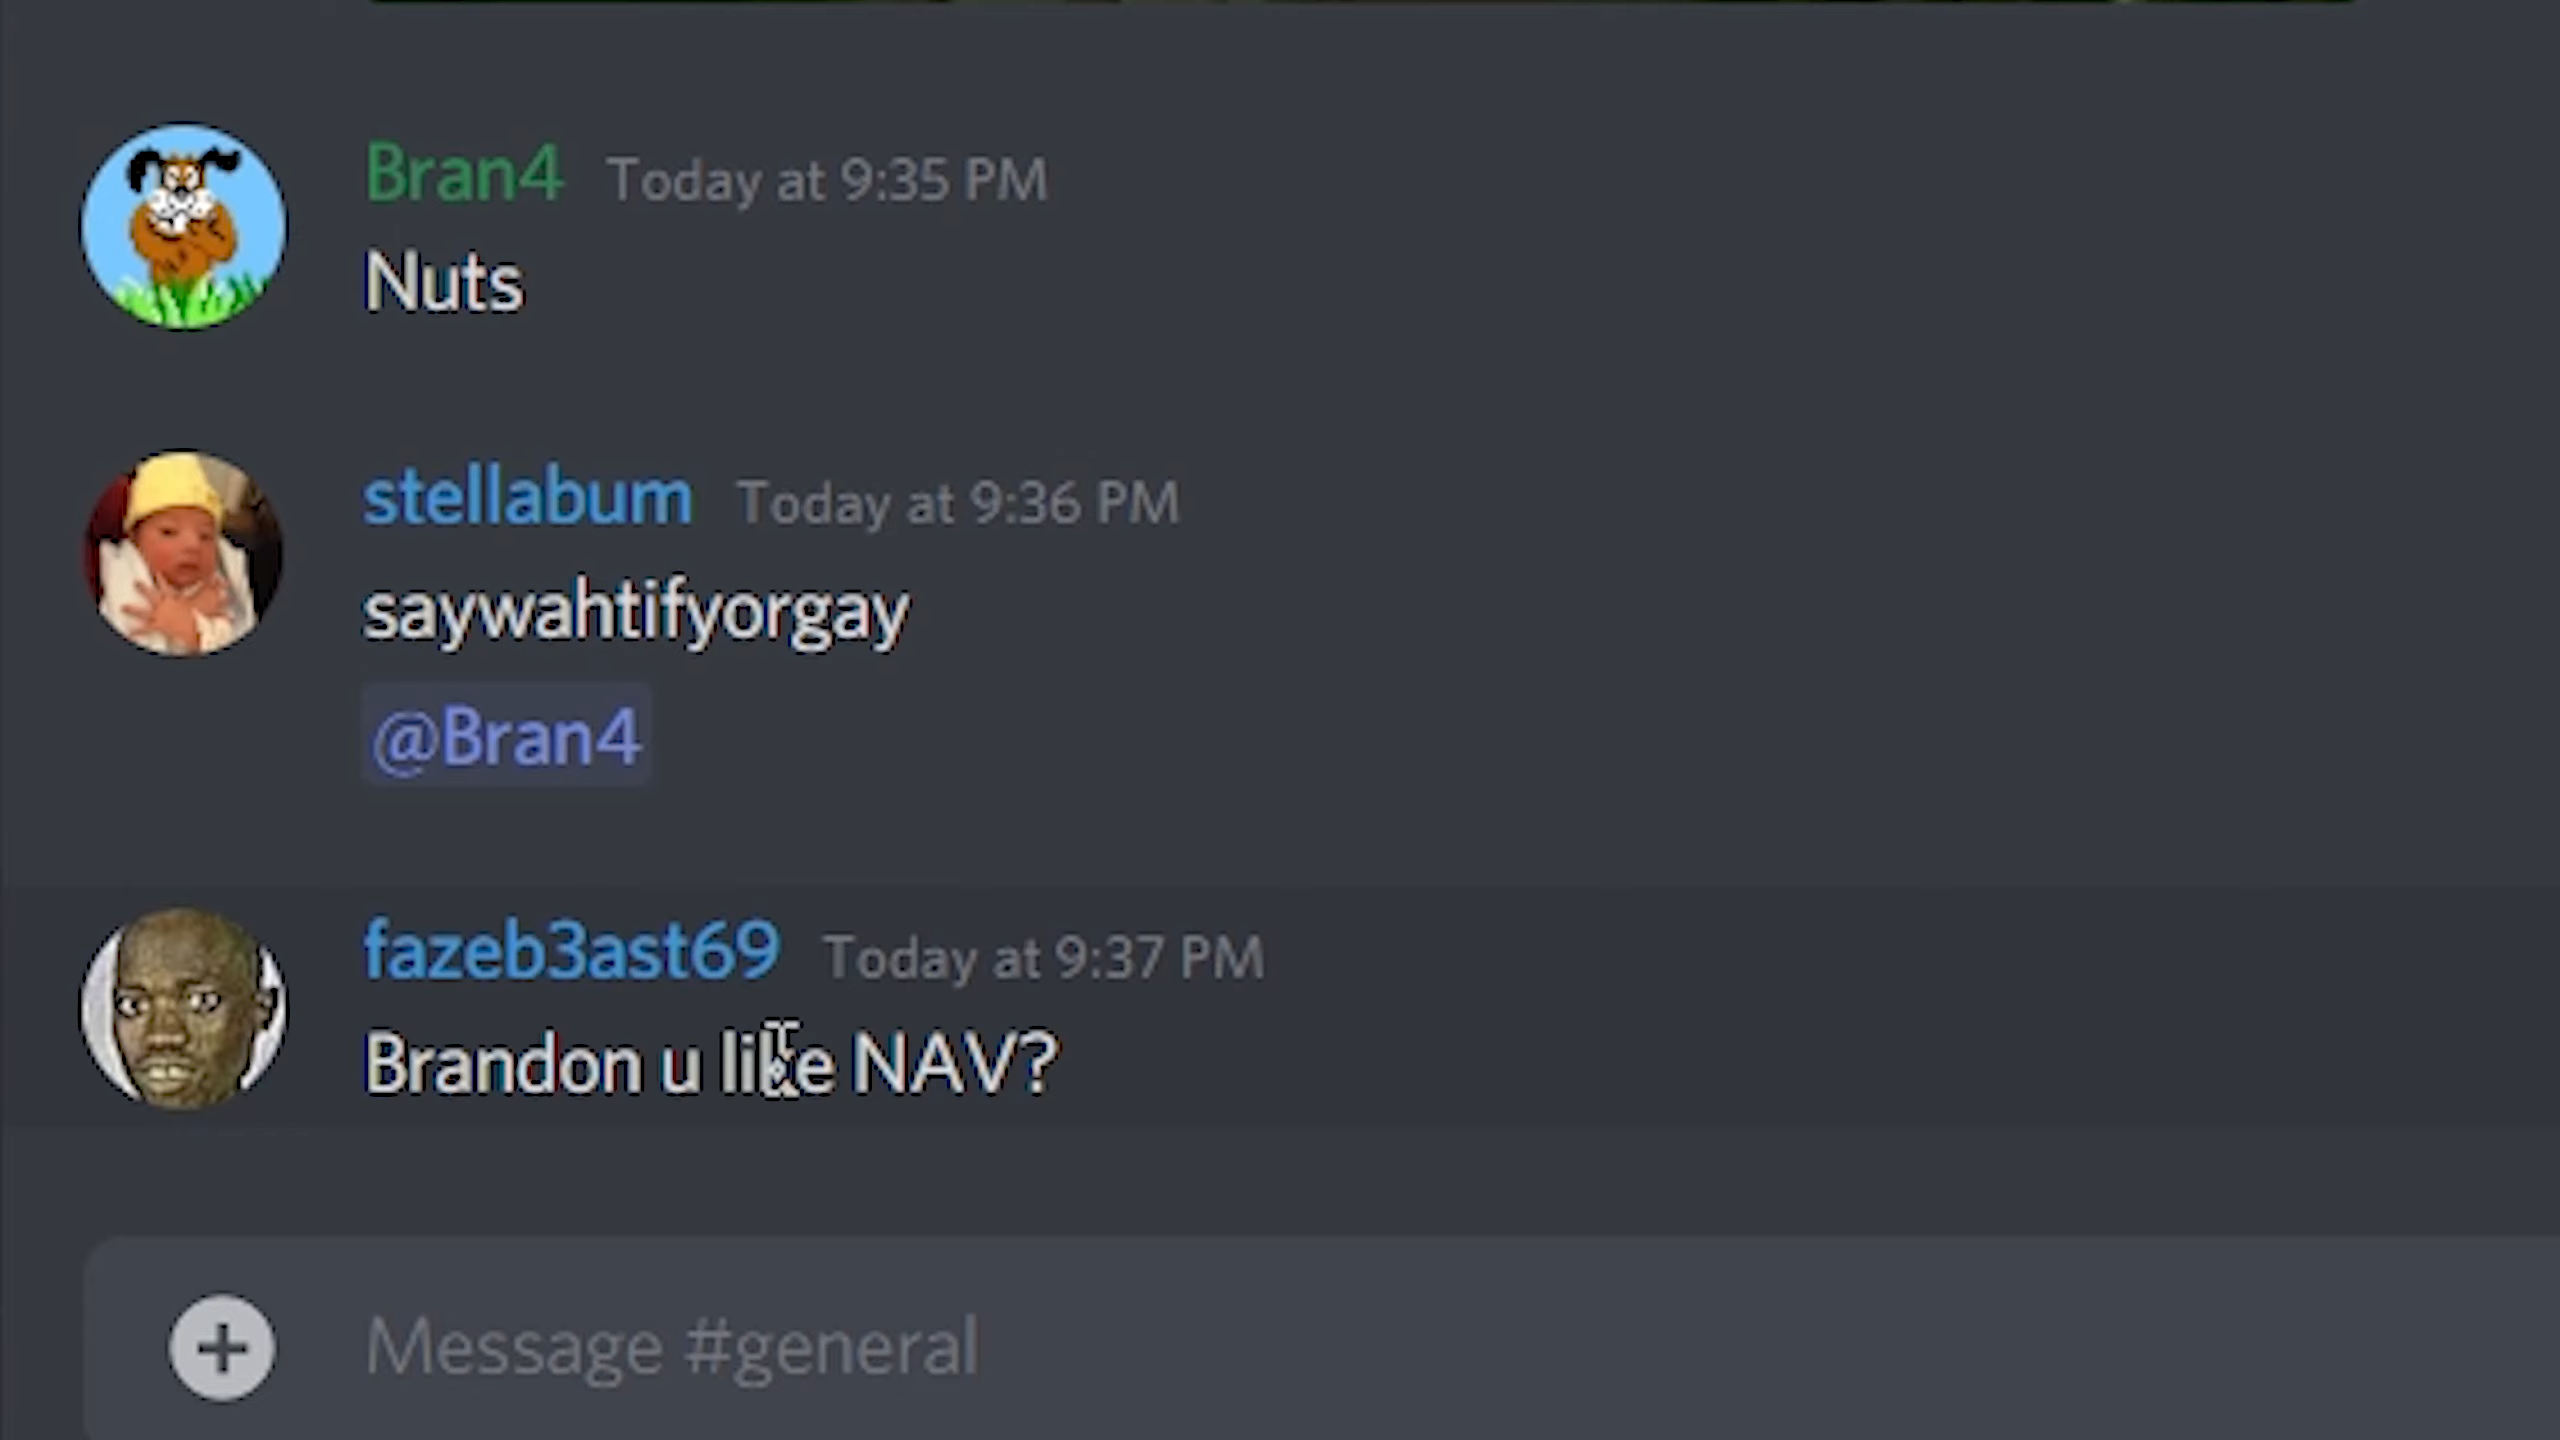 Bran4 Today at 9:35 PM
Nuts
stellabum Today at 9:36 PM
saywahtifyorgay
@Bran4
fazeb3ast69 Today at 9:37 PM
Brandon u like NAV?
Message #general